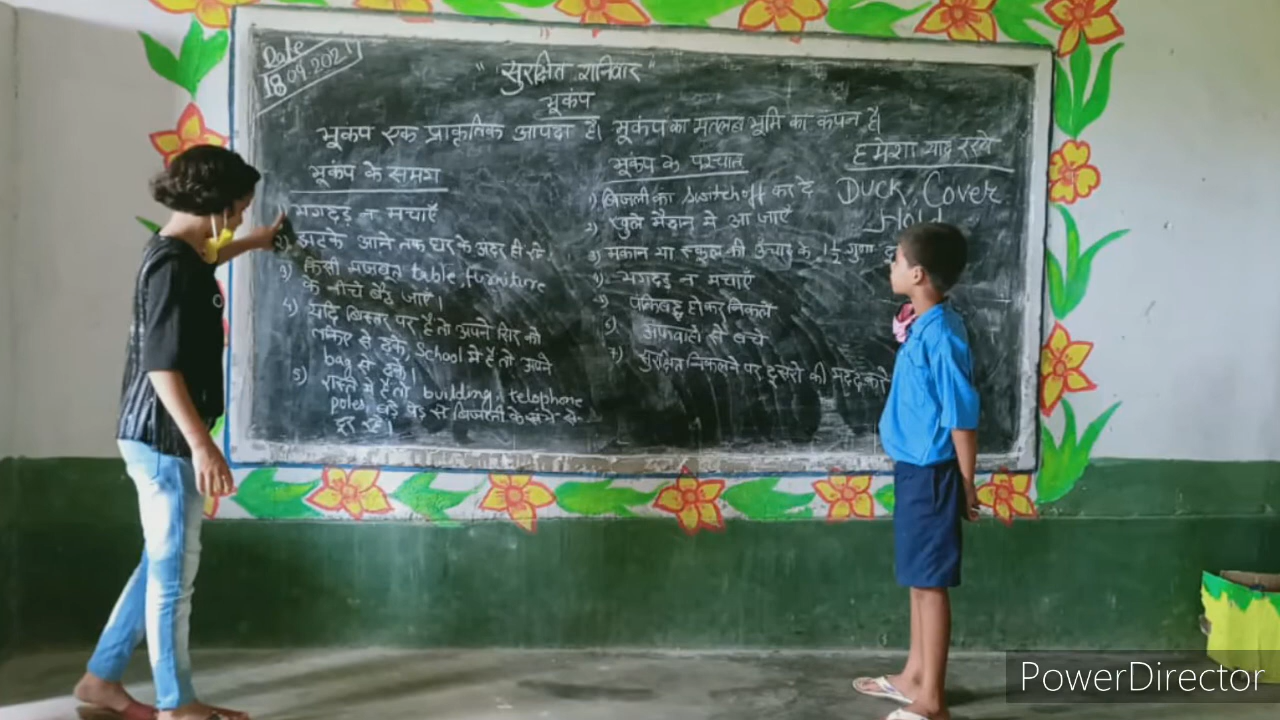 Date
18.09.2021
"सुरक्षित शनिवार"
भूकंप
भूकंप एक प्राकृतिक आपदा है। भूकंप का मतलब भूमि का कंपन है।
भूकंप के समय
1) भगदड़ न मचाएँ
2) झटके आने तक घर के अंदर ही रहे।
3) किसी मजबूत table, furniture
के नीचे बैठ जाएँ।
4) यदि बिस्तर पर है तो अपने सिर को
तकिए से ढ़के, School में है तो अपने
bag से ढ़के।
5) रास्ते में है तो building, telephone
poles, बड़े पेड़ से बिजली के खंभे से
दूर रहे।
भूकंप के पश्चात
1) बिजली का switch off कर दे
2) खुले मैदान में आ जाएँ
3) मकान या स्कूल की ऊंचाई के 1½ गुणा
4) भगदड़ न मचाएँ
5) पंक्तिबद्ध होकर निकले
6) अफवाहों से बचे
7) सुरक्षित निकलने पर दूसरों की मदद करे
हमेशा याद रखे
Duck, Cover
Hold
PowerDirector